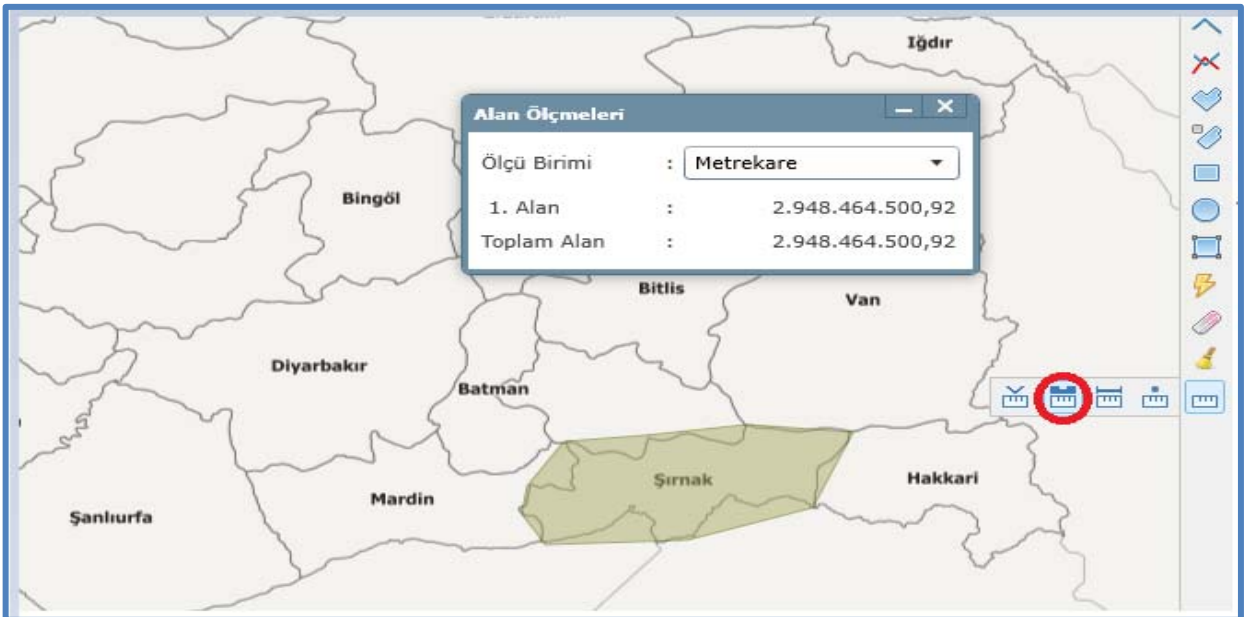 Iğdır
Alan Ölçmeleri
Ölçü Birimi : Metrekare
1. Alan : 2.948.464.500,92
Toplam Alan : 2.948.464.500,92
Bingöl
Bitlis
Van
Diyarbakır
Batman
Şırnak
Hakkari
Mardin
Şanlıurfa